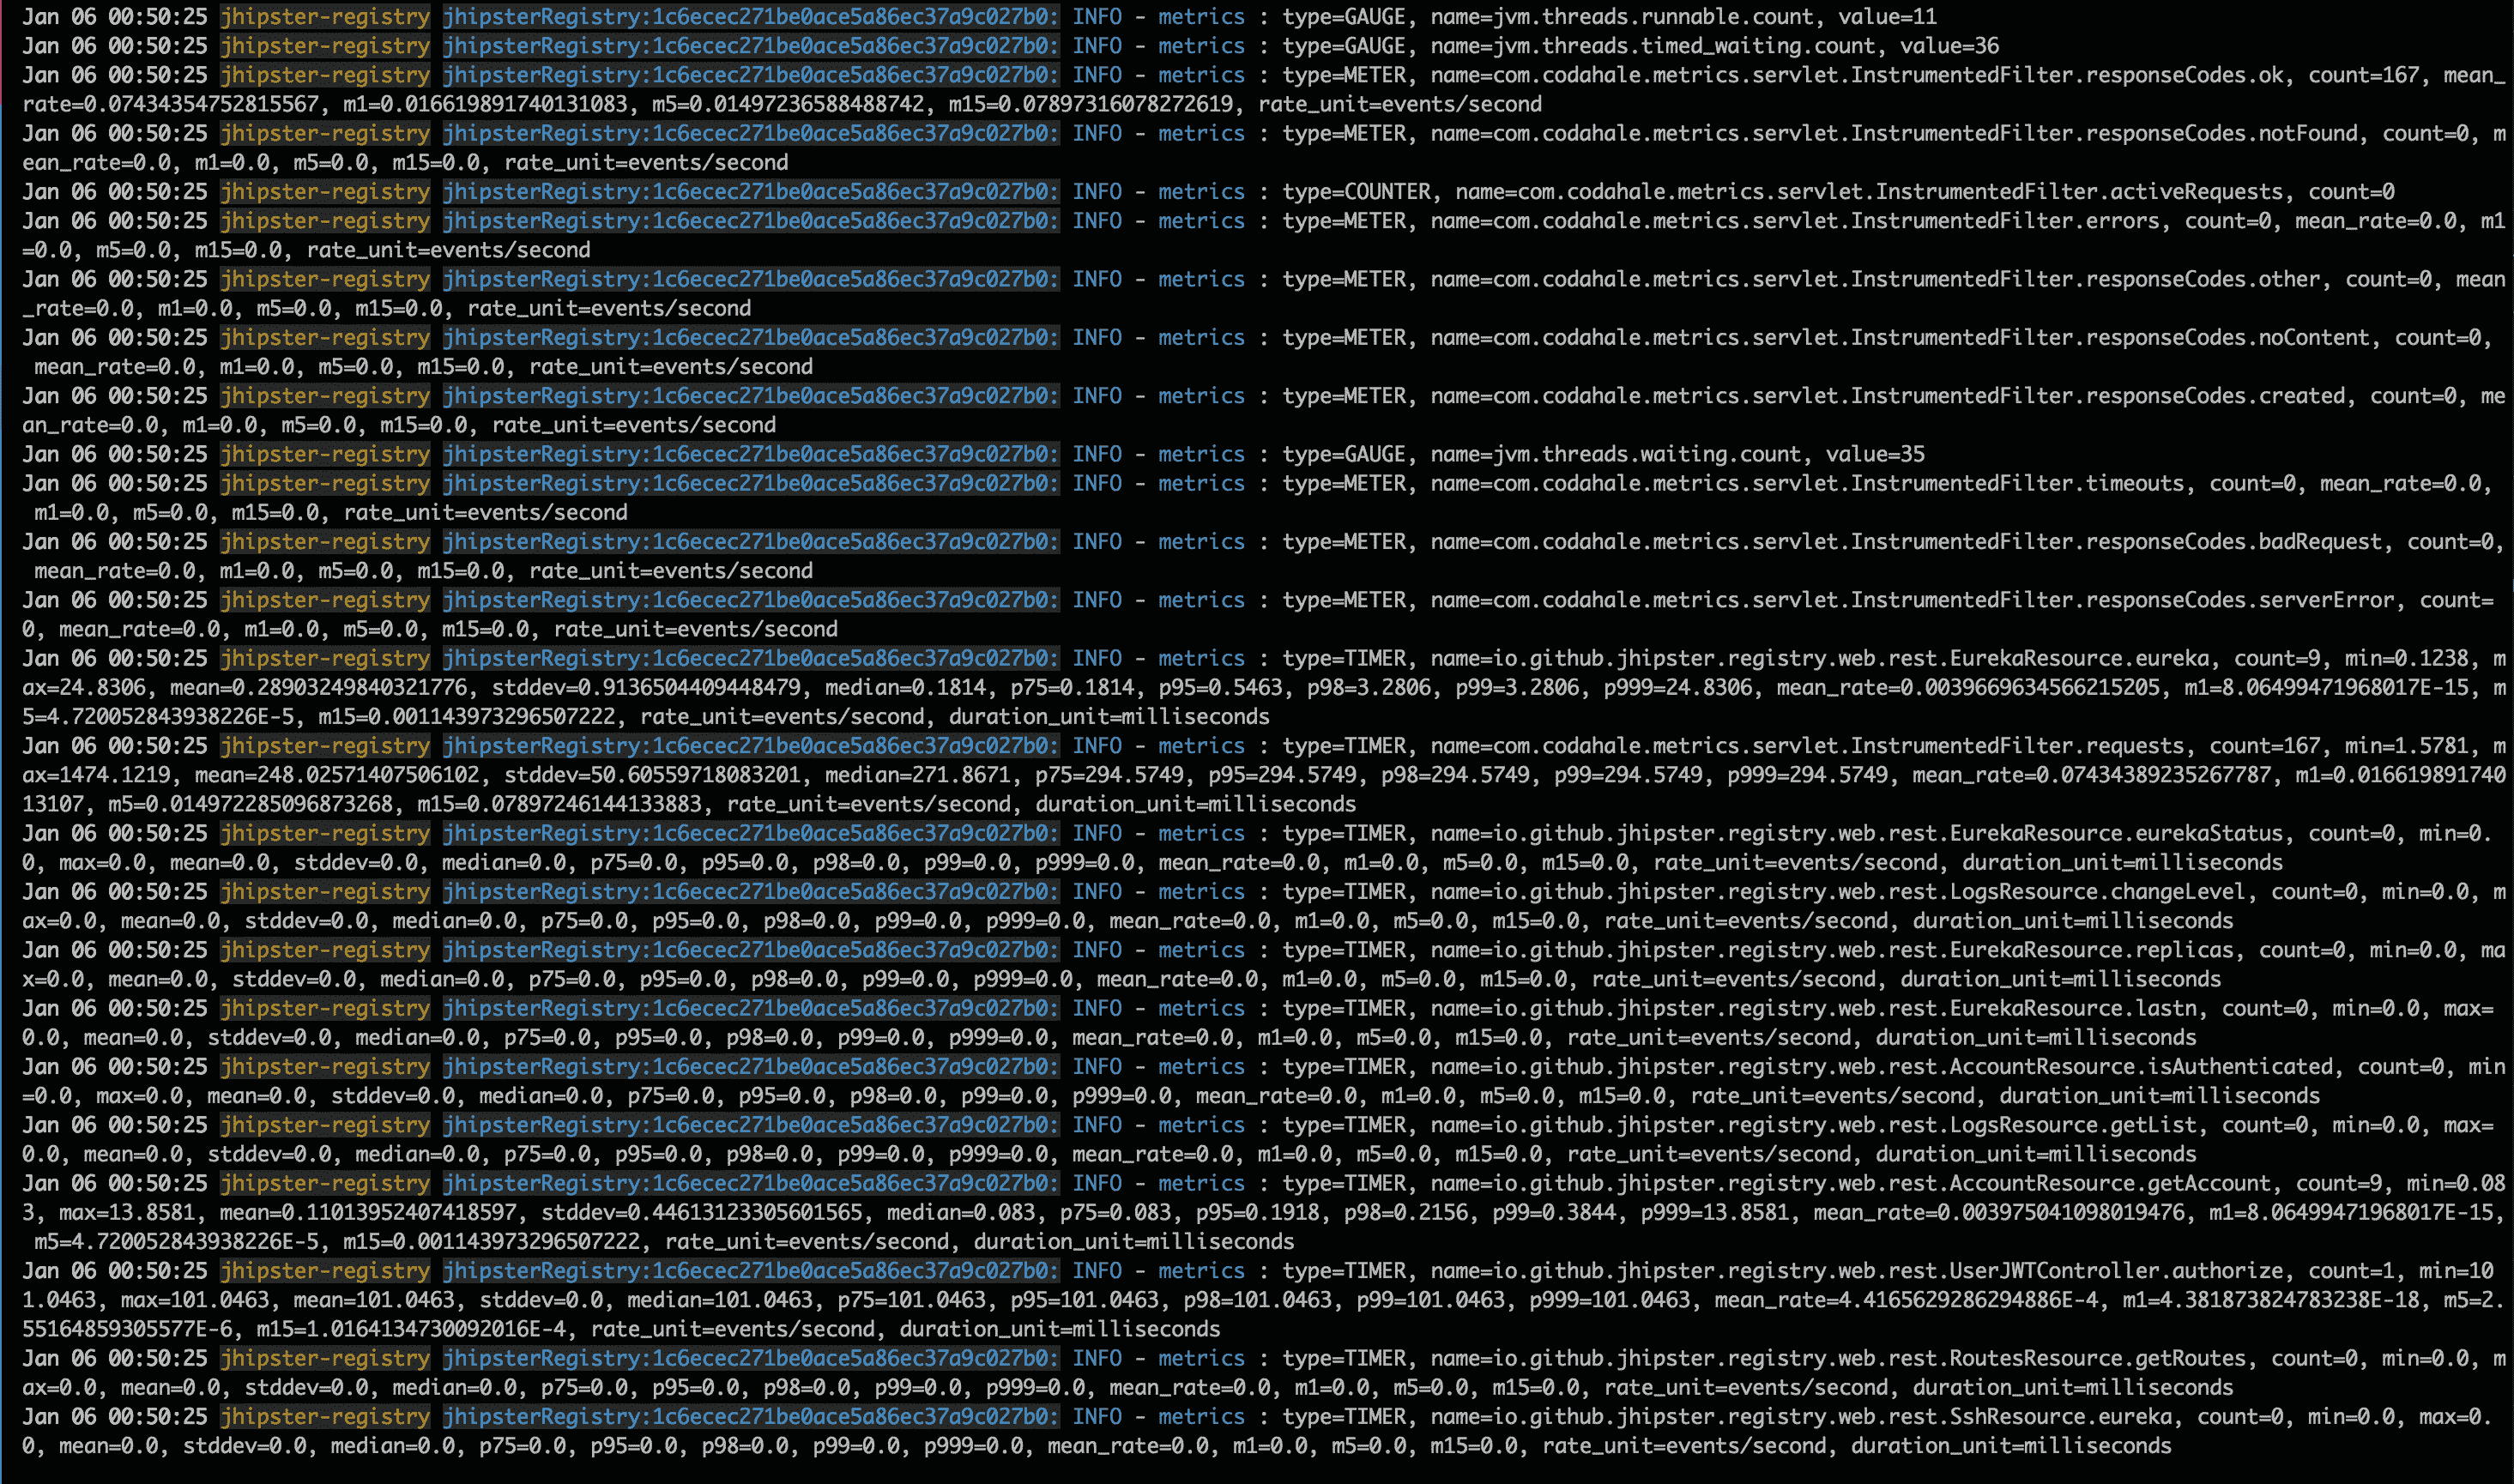 Jan 06 00:50:25 jhipster-registry jhipsterRegistry:1c6ecec271be0ace5a86ec37a9c027b0: INFO - metrics : type=GAUGE, name=jvm.threads.runnable.count, value=11
Jan 06 00:50:25 jhipster-registry jhipsterRegistry:1c6ecec271be0ace5a86ec37a9c027b0: INFO - metrics : type=GAUGE, name=jvm.threads.timed_waiting.count, value=36
Jan 06 00:50:25 jhipster-registry jhipsterRegistry:1c6ecec271be0ace5a86ec37a9c027b0: INFO - metrics : type=METER, name=com.codahale.metrics.servlet.InstrumentedFilter.responseCodes.ok, count=167, mean_
rate=0.07434354752815567, m1=0.016619891740131083, m5=0.01497236588488742, m15=0.07897316078272619, rate_unit=events/second
Jan 06 00:50:25 jhipster-registry jhipsterRegistry:1c6ecec271be0ace5a86ec37a9c027b0: INFO - metrics : type=METER, name=com.codahale.metrics.servlet.InstrumentedFilter.responseCodes.notFound, count=0, m
ean_rate=0.0, m1=0.0, m5=0.0, m15=0.0, rate_unit=events/second
Jan 06 00:50:25 jhipster-registry jhipsterRegistry:1c6ecec271be0ace5a86ec37a9c027b0: INFO - metrics : type=COUNTER, name=com.codahale.metrics.servlet.InstrumentedFilter.activeRequests, count=0
Jan 06 00:50:25 jhipster-registry jhipsterRegistry:1c6ecec271be0ace5a86ec37a9c027b0: INFO - metrics : type=METER, name=com.codahale.metrics.servlet.InstrumentedFilter.errors, count=0, mean_rate=0.0, m1
=0.0, m5=0.0, m15=0.0, rate_unit=events/second
Jan 06 00:50:25 jhipster-registry jhipsterRegistry:1c6ecec271be0ace5a86ec37a9c027b0: INFO - metrics : type=METER, name=com.codahale.metrics.servlet.InstrumentedFilter.responseCodes.other, count=0, mean
_rate=0.0, m1=0.0, m5=0.0, m15=0.0, rate_unit=events/second
Jan 06 00:50:25 jhipster-registry jhipsterRegistry:1c6ecec271be0ace5a86ec37a9c027b0: INFO - metrics : type=METER, name=com.codahale.metrics.servlet.InstrumentedFilter.responseCodes.noContent, count=0,
mean_rate=0.0, m1=0.0, m5=0.0, m15=0.0, rate_unit=events/second
Jan 06 00:50:25 jhipster-registry jhipsterRegistry:1c6ecec271be0ace5a86ec37a9c027b0: INFO - metrics : type=METER, name=com.codahale.metrics.servlet.InstrumentedFilter.responseCodes.created, count=0, me
an_rate=0.0, m1=0.0, m5=0.0, m15=0.0, rate_unit=events/second
Jan 06 00:50:25 jhipster-registry jhipsterRegistry:1c6ecec271be0ace5a86ec37a9c027b0: INFO - metrics : type=GAUGE, name=jvm.threads.waiting.count, value=35
Jan 06 00:50:25 jhipster-registry jhipsterRegistry:1c6ecec271be0ace5a86ec37a9c027b0: INFO - metrics : type=METER, name=com.codahale.metrics.servlet.InstrumentedFilter.timeouts, count=0, mean_rate=0.0,
m1=0.0, m5=0.0, m15=0.0, rate_unit=events/second
Jan 06 00:50:25 jhipster-registry jhipsterRegistry:1c6ecec271be0ace5a86ec37a9c027b0: INFO - metrics : type=METER, name=com.codahale.metrics.servlet.InstrumentedFilter.responseCodes.badRequest, count=0,
mean_rate=0.0, m1=0.0, m5=0.0, m15=0.0, rate_unit=events/second
Jan 06 00:50:25 jhipster-registry jhipsterRegistry:1c6ecec271be0ace5a86ec37a9c027b0: INFO - metrics : type=METER, name=com.codahale.metrics.servlet.InstrumentedFilter.responseCodes.serverError, count=
0, mean_rate=0.0, m1=0.0, m5=0.0, m15=0.0, rate_unit=events/second
Jan 06 00:50:25 jhipster-registry jhipsterRegistry:1c6ecec271be0ace5a86ec37a9c027b0: INFO - metrics : type=TIMER, name=io.github.jhipster.registry.web.rest.EurekaResource.eureka, count=9, min=0.1238, m
ax=24.8306, mean=0.28903249840321776, stddev=0.9136504409448479, median=0.1814, p75=0.1814, p95=0.5463, p98=3.2806, p99=3.2806, p999=24.8306, mean_rate=0.0039669634566215205, m1=8.06499471968017E-15, m
5=4.720052843938226E-5, m15=0.001143973296507222, rate_unit=events/second, duration_unit=milliseconds
Jan 06 00:50:25 jhipster-registry jhipsterRegistry:1c6ecec271be0ace5a86ec37a9c027b0: INFO - metrics : type=TIMER, name=com.codahale.metrics.servlet.InstrumentedFilter.requests, count=167, min=1.5781, m
ax=1474.1219, mean=248.02571407506102, stddev=50.60559718083201, median=271.8671, p75=294.5749, p95=294.5749, p98=294.5749, p99=294.5749, p999=294.5749, mean_rate=0.07434389235267787, m1=0.016619891740
13107, m5=0.014972285096873268, m15=0.07897246144133883, rate_unit=events/second, duration_unit=milliseconds
Jan 06 00:50:25 jhipster-registry jhipsterRegistry:1c6ecec271be0ace5a86ec37a9c027b0: INFO - metrics : type=TIMER, name=io.github.jhipster.registry.web.rest.EurekaResource.eurekaStatus, count=0, min=0.
0, max=0.0, mean=0.0, stddev=0.0, median=0.0, p75=0.0, p95=0.0, p98=0.0, p99=0.0, p999=0.0, mean_rate=0.0, m1=0.0, m5=0.0, m15=0.0, rate_unit=events/second, duration_unit=milliseconds
Jan 06 00:50:25 jhipster-registry jhipsterRegistry:1c6ecec271be0ace5a86ec37a9c027b0: INFO - metrics : type=TIMER, name=io.github.jhipster.registry.web.rest.LogsResource.changeLevel, count=0, min=0.0, m
ax=0.0, mean=0.0, stddev=0.0, median=0.0, p75=0.0, p95=0.0, p98=0.0, p99=0.0, p999=0.0, mean_rate=0.0, m1=0.0, m5=0.0, m15=0.0, rate_unit=events/second, duration_unit=milliseconds
Jan 06 00:50:25 jhipster-registry jhipsterRegistry:1c6ecec271be0ace5a86ec37a9c027b0: INFO - metrics : type=TIMER, name=io.github.jhipster.registry.web.rest.EurekaResource.replicas, count=0, min=0.0, ma
x=0.0, mean=0.0, stddev=0.0, median=0.0, p75=0.0, p95=0.0, p98=0.0, p99=0.0, p999=0.0, mean_rate=0.0, m1=0.0, m5=0.0, m15=0.0, rate_unit=events/second, duration_unit=milliseconds
Jan 06 00:50:25 jhipster-registry jhipsterRegistry:1c6ecec271be0ace5a86ec37a9c027b0: INFO - metrics : type=TIMER, name=io.github.jhipster.registry.web.rest.EurekaResource.lastn, count=0, min=0.0, max=
0.0, mean=0.0, stddev=0.0, median=0.0, p75=0.0, p95=0.0, p98=0.0, p99=0.0, p999=0.0, mean_rate=0.0, m1=0.0, m5=0.0, m15=0.0, rate_unit=events/second, duration_unit=milliseconds
Jan 06 00:50:25 jhipster-registry jhipsterRegistry:1c6ecec271be0ace5a86ec37a9c027b0: INFO - metrics : type=TIMER, name=io.github.jhipster.registry.web.rest.AccountResource.isAuthenticated, count=0, min
=0.0, max=0.0, mean=0.0, stddev=0.0, median=0.0, p75=0.0, p95=0.0, p98=0.0, p99=0.0, p999=0.0, mean_rate=0.0, m1=0.0, m5=0.0, m15=0.0, rate_unit=events/second, duration_unit=milliseconds
Jan 06 00:50:25 jhipster-registry jhipsterRegistry:1c6ecec271be0ace5a86ec37a9c027b0: INFO - metrics : type=TIMER, name=io.github.jhipster.registry.web.rest.LogsResource.getList, count=0, min=0.0, max=
0.0, mean=0.0, stddev=0.0, median=0.0, p75=0.0, p95=0.0, p98=0.0, p99=0.0, p999=0.0, mean_rate=0.0, m1=0.0, m5=0.0, m15=0.0, rate_unit=events/second, duration_unit=milliseconds
Jan 06 00:50:25 jhipster-registry jhipsterRegistry:1c6ecec271be0ace5a86ec37a9c027b0: INFO - metrics : type=TIMER, name=io.github.jhipster.registry.web.rest.AccountResource.getAccount, count=9, min=0.08
3, max=13.8581, mean=0.11013952407418597, stddev=0.44613123305601565, median=0.083, p75=0.083, p95=0.1918, p98=0.2156, p99=0.3844, p999=13.8581, mean_rate=0.003975041098019476, m1=8.06499471968017E-15,
m5=4.720052843938226E-5, m15=0.001143973296507222, rate_unit=events/second, duration_unit=milliseconds
Jan 06 00:50:25 jhipster-registry jhipsterRegistry:1c6ecec271be0ace5a86ec37a9c027b0: INFO - metrics : type=TIMER, name=io.github.jhipster.registry.web.rest.UserJWTController.authorize, count=1, min=10
1.0463, max=101.0463, mean=101.0463, stddev=0.0, median=101.0463, p75=101.0463, p95=101.0463, p98=101.0463, p99=101.0463, p999=101.0463, mean_rate=4.4165629286294886E-4, m1=4.381873824783238E-18, m5=2.
55164859305577E-6, m15=1.0164134730092016E-4, rate_unit=events/second, duration_unit=milliseconds
Jan 06 00:50:25 jhipster-registry jhipsterRegistry:1c6ecec271be0ace5a86ec37a9c027b0: INFO - metrics : type=TIMER, name=io.github.jhipster.registry.web.rest.RoutesResource.getRoutes, count=0, min=0.0, m
ax=0.0, mean=0.0, stddev=0.0, median=0.0, p75=0.0, p95=0.0, p98=0.0, p99=0.0, p999=0.0, mean_rate=0.0, m1=0.0, m5=0.0, m15=0.0, rate_unit=events/second, duration_unit=milliseconds
Jan 06 00:50:25 jhipster-registry jhipsterRegistry:1c6ecec271be0ace5a86ec37a9c027b0: INFO - metrics : type=TIMER, name=io.github.jhipster.registry.web.rest.SshResource.eureka, count=0, min=0.0, max=0.
0, mean=0.0, stddev=0.0, median=0.0, p75=0.0, p95=0.0, p98=0.0, p99=0.0, p999=0.0, mean_rate=0.0, m1=0.0, m5=0.0, m15=0.0, rate_unit=events/second, duration_unit=milliseconds